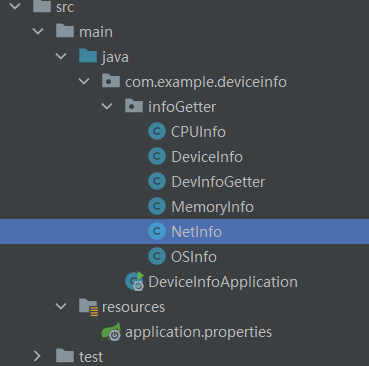 src
main
java
com.example.deviceinfo
infoGetter
CPUInfo
DeviceInfo
DevInfoGetter
MemoryInfo
NetInfo
OSInfo
DeviceInfoApplication
resources
application.properties
test